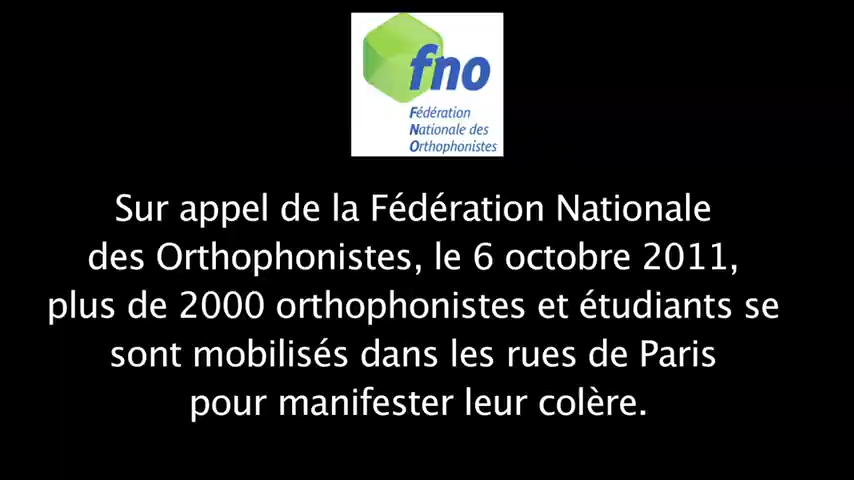 fno
Fédération
Nationale des
Orthophonistes
Sur appel de la Fédération Nationale
des Orthophonistes, le 6 octobre 2011,
plus de 2000 orthophonistes et étudiants se
sont mobilisés dans les rues de Paris
pour manifester leur colère.